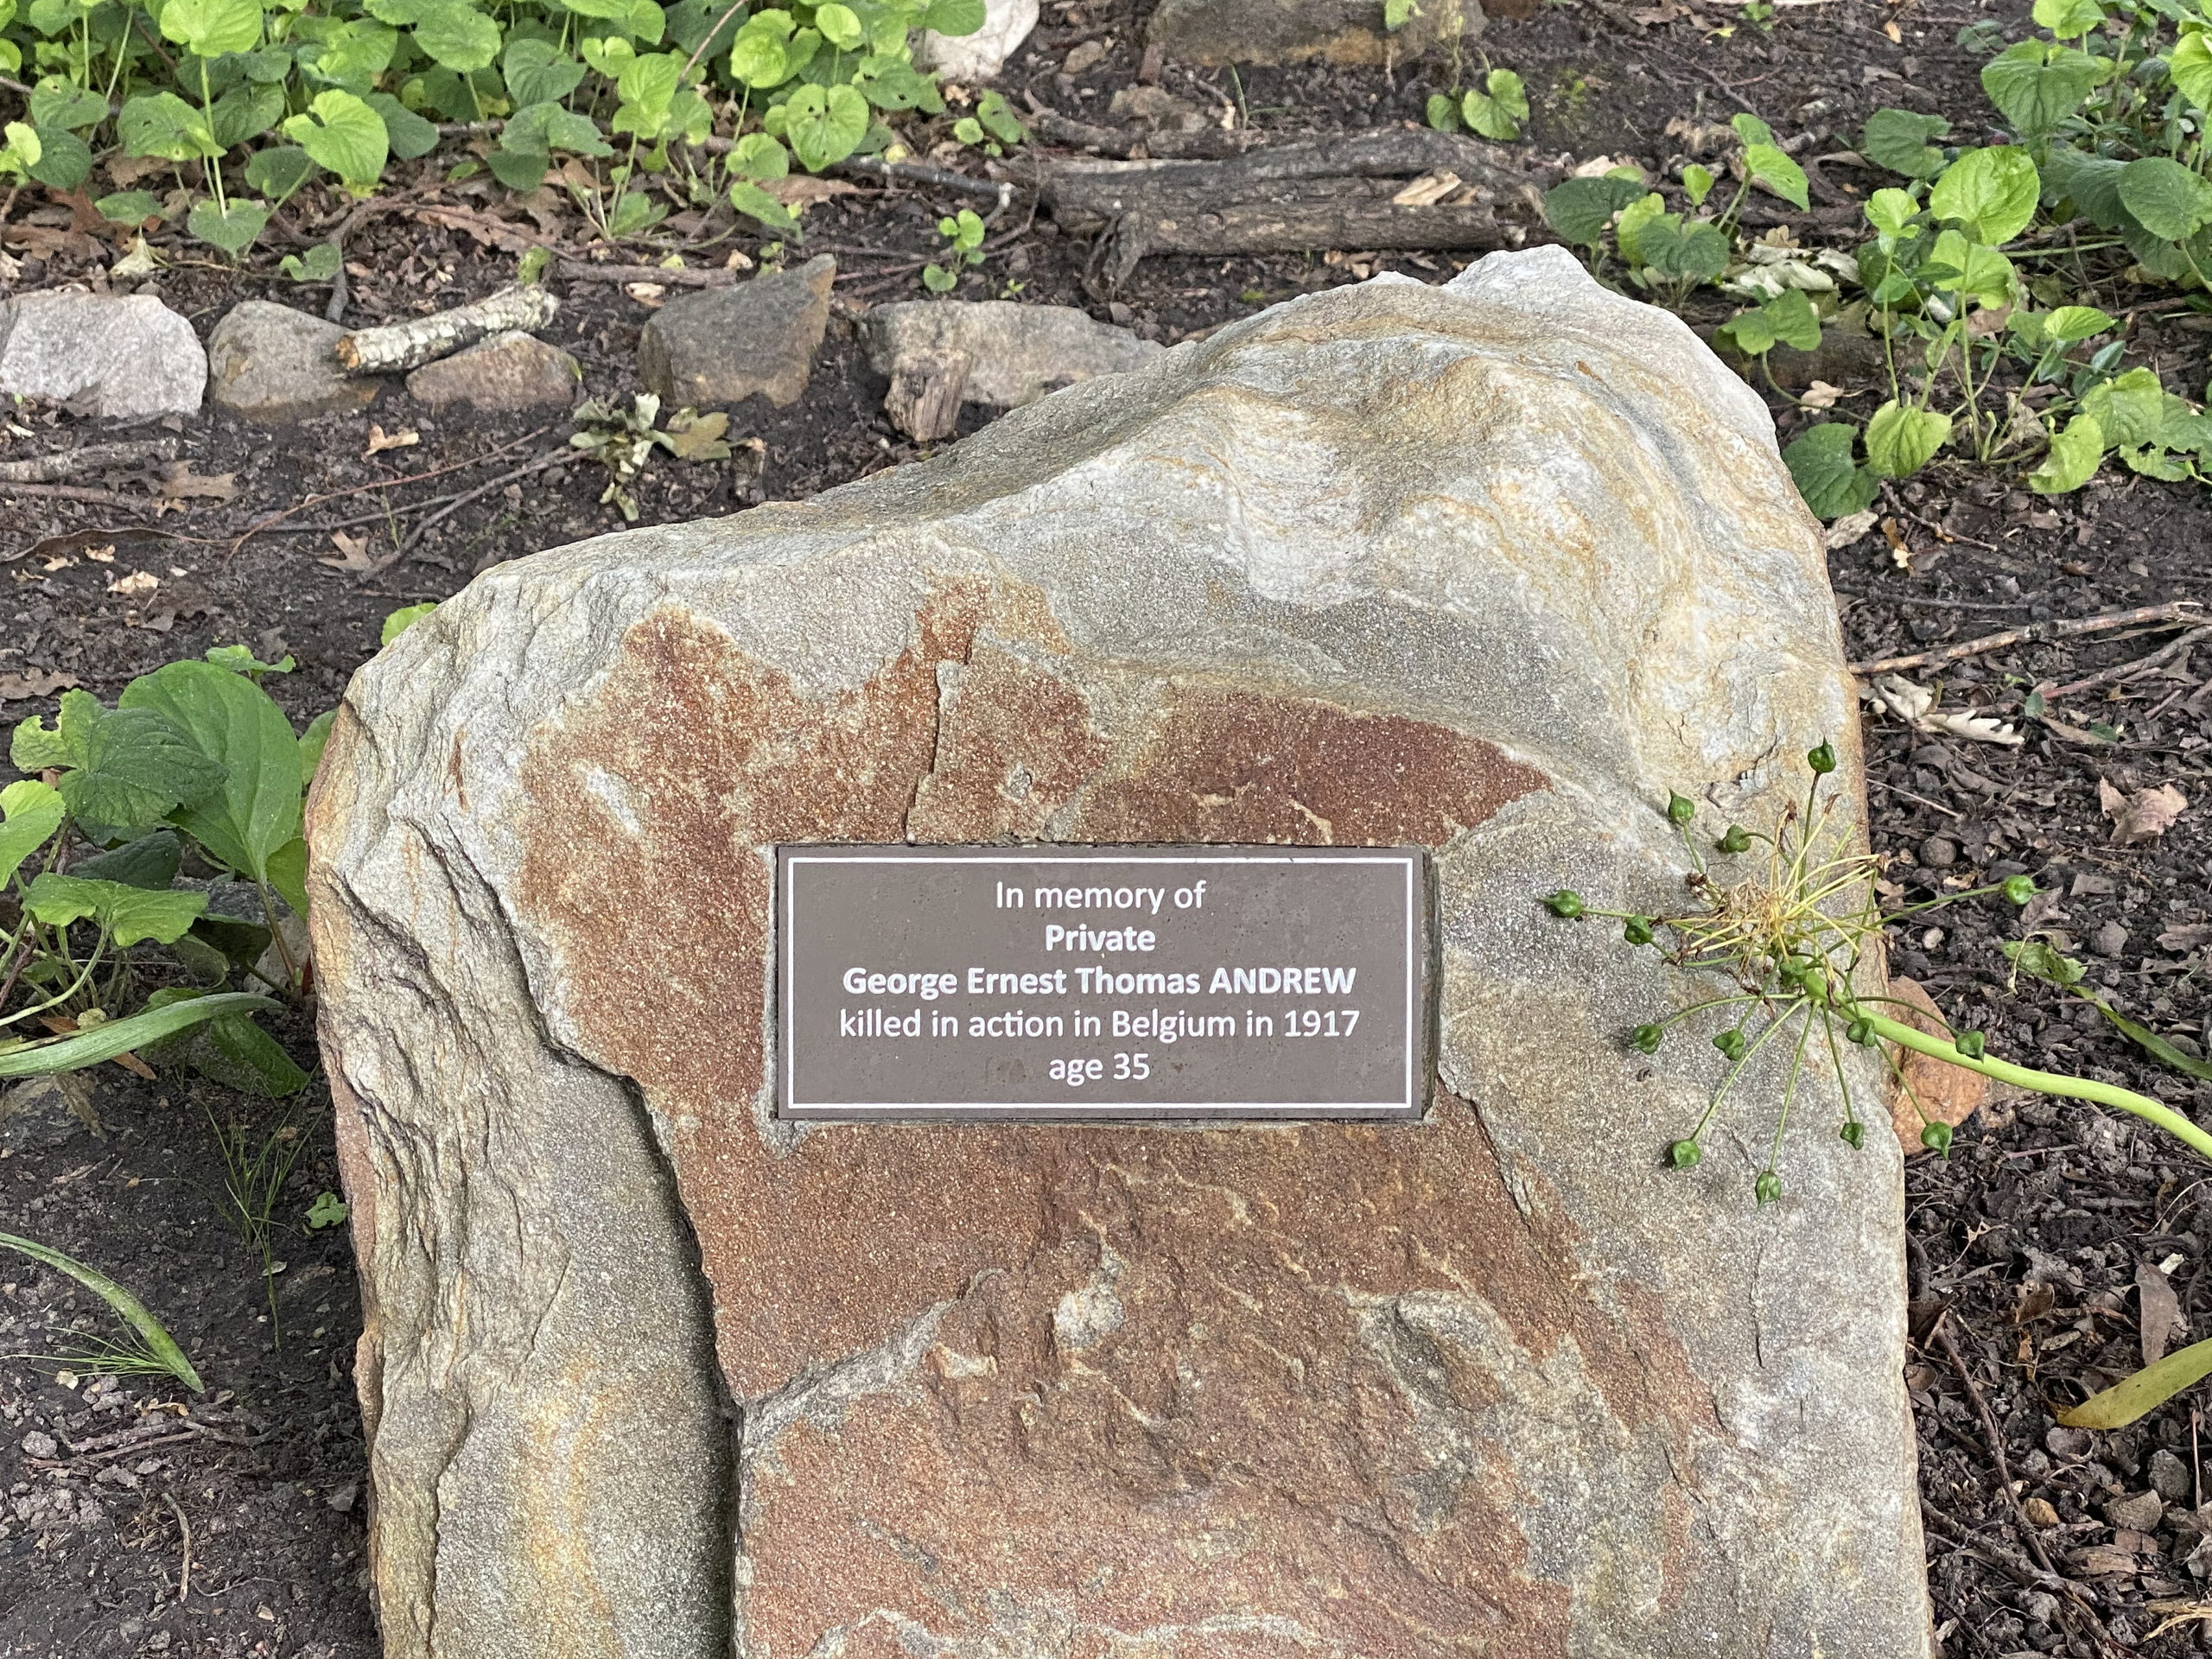 In memory of
Private
George Ernest Thomas ANDREW
killed in action in Belgium in 1917
age 35